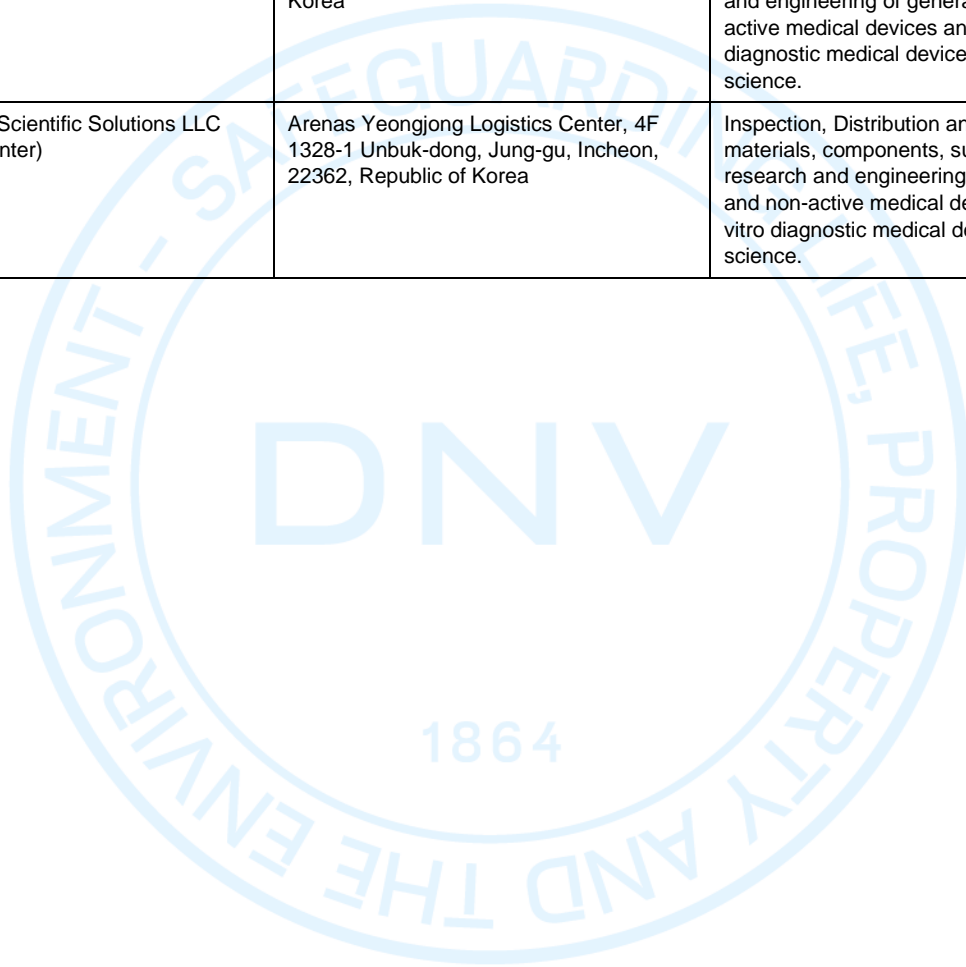 Korea
and engineering of genera
active medical devices an
diagnostic medical device
science.
Scientific Solutions LLC
nter)
Arenas Yeongjong Logistics Center, 4F
1328-1 Unbuk-dong, Jung-gu, Incheon,
22362, Republic of Korea
Inspection, Distribution an
materials, components, su
research and engineering
and non-active medical de
vitro diagnostic medical de
science.
SAFEGUARDING LIFE, PROPERTY AND THE ENVIRONMENT –
DNV
1864